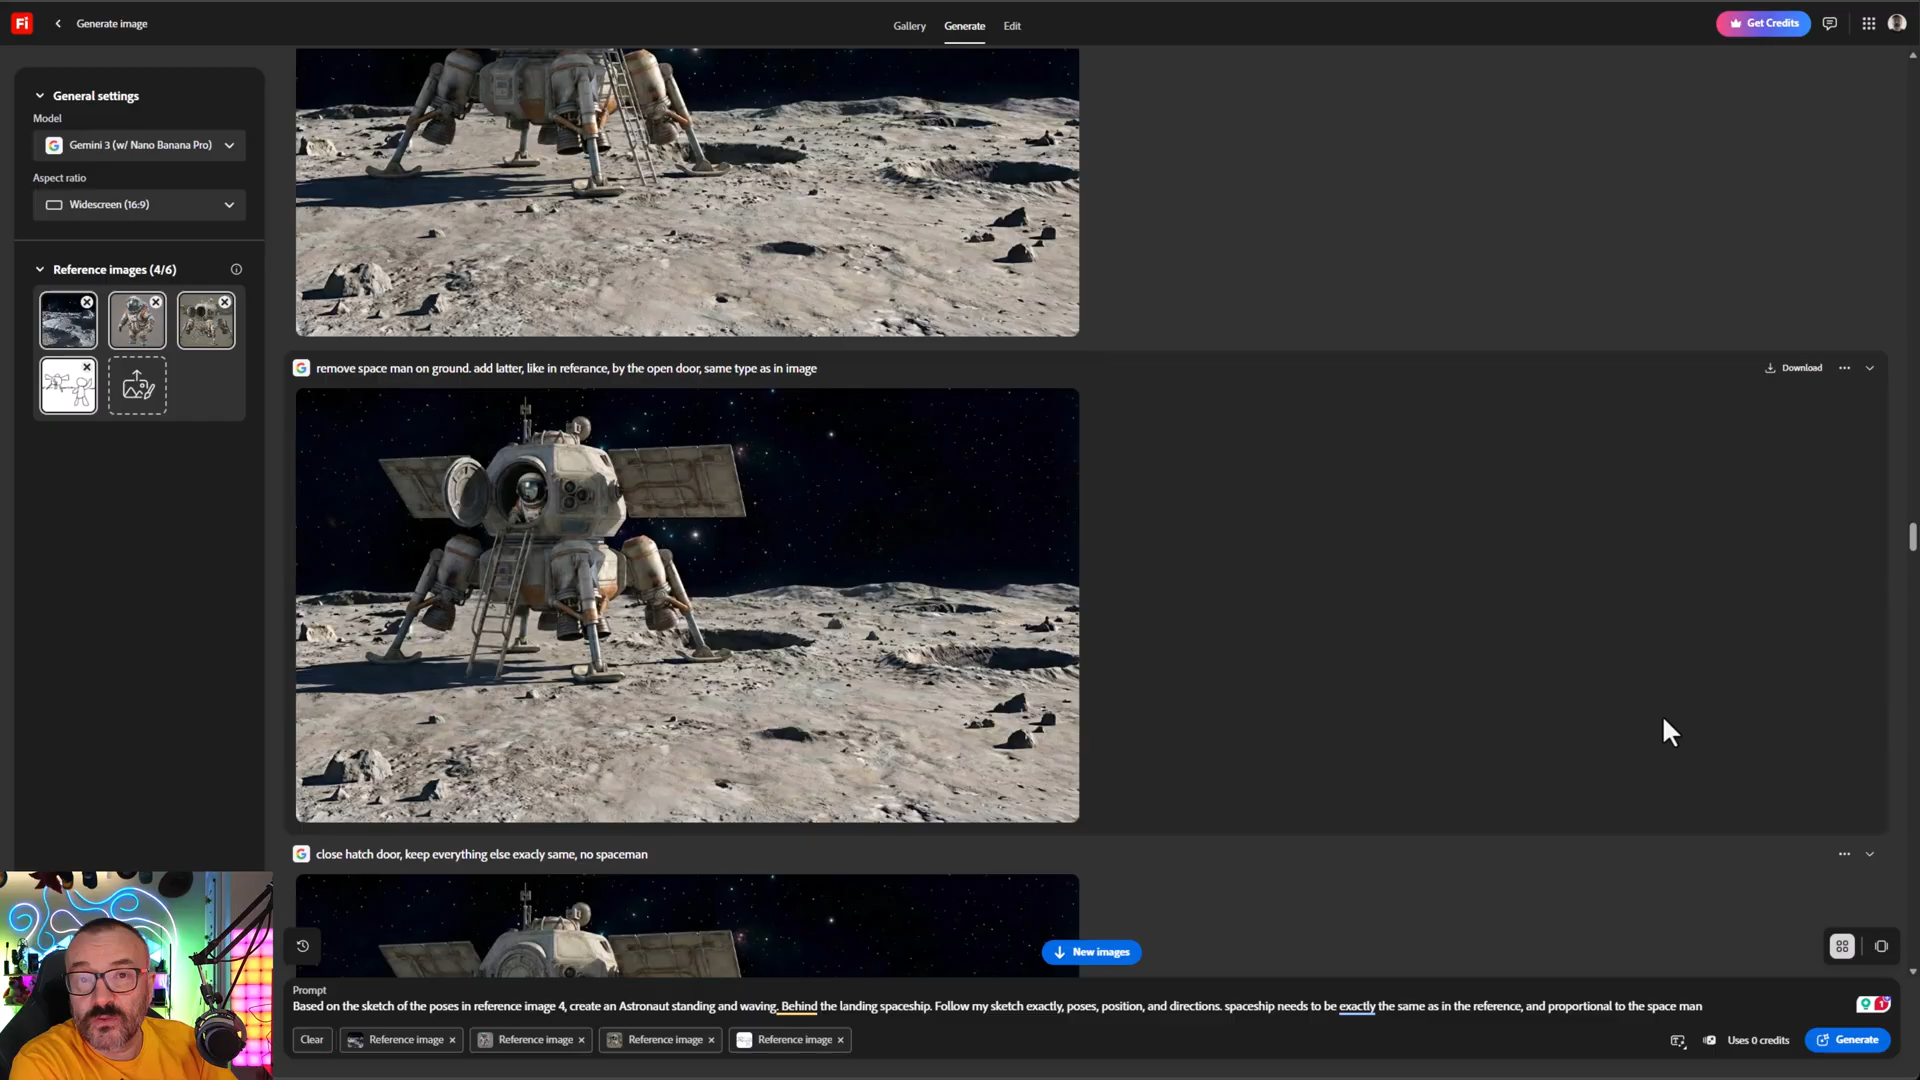 Fi
Generate image
Gallery
Generate
Edit
Get Credits
General settings
Model
Gemini 3 (w/ Nano Banana Pro)
Aspect ratio
Widescreen (16:9)
Reference images (4/6)
remove space man on ground. add latter, like in referance, by the open door, same type as in image
Download
close hatch door, keep everything else exacly same, no spaceman
New images
Prompt
Based on the sketch of the poses in reference image 4, create an Astronaut standing and waving. Behind the landing spaceship. Follow my sketch exactly, poses, position, and directions. spaceship needs to be exactly the same as in the reference, and proportional to the space man
1
Clear
Reference image
Reference image
Reference image
Reference image
Uses 0 credits
Generate